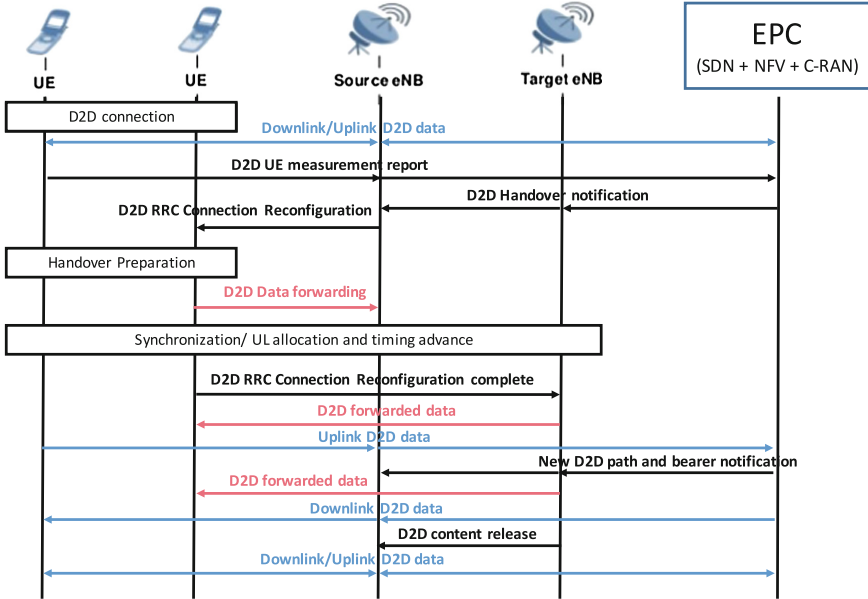 EPC
(SDN + NFV + C-RAN)
UE
UE
Source eNB
Target eNB
D2D connection
Downlink/Uplink D2D data
D2D UE measurement report
D2D Handover notification
D2D RRC Connection Reconfiguration
Handover Preparation
D2D Data forwarding
Synchronization/ UL allocation and timing advance
D2D RRC Connection Reconfiguration complete
D2D forwarded data
Uplink D2D data
New D2D path and bearer notification
D2D forwarded data
Downlink D2D data
D2D content release
Downlink/Uplink D2D data